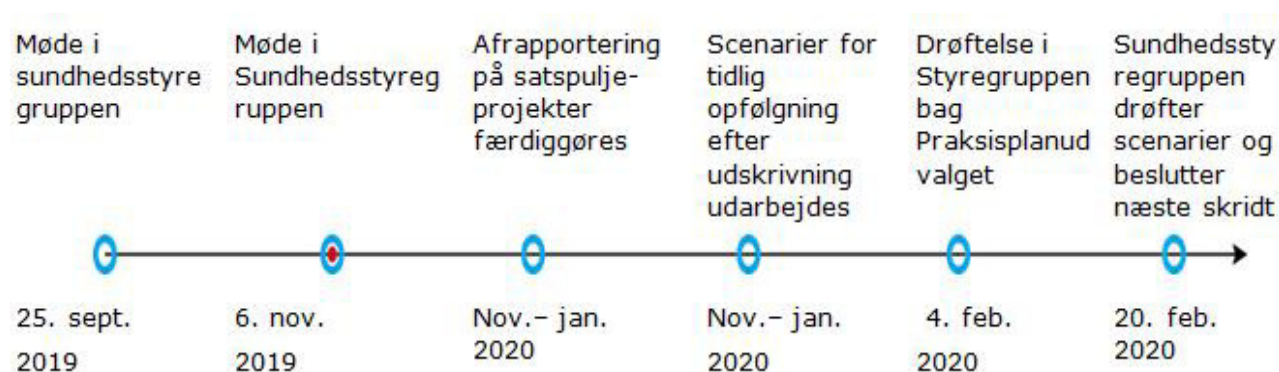 Møde i
sundhedsstyre
gruppen
Møde i
Sundhedsstyreg
ruppen
Afrapportering
på satspulje-
projekter
færdiggøres
Scenarier for
tidlig
opfølgning
efter
udskrivning
udarbejdes
Drøftelse i
Styregruppen
bag
Praksisplanud
valget
Sundhedssty
regruppen
drøfter
scenarier og
beslutter
næste skridt
25. sept.
2019
6. nov.
2019
Nov.– jan.
2020
Nov.– jan.
2020
4. feb.
2020
20. feb.
2020